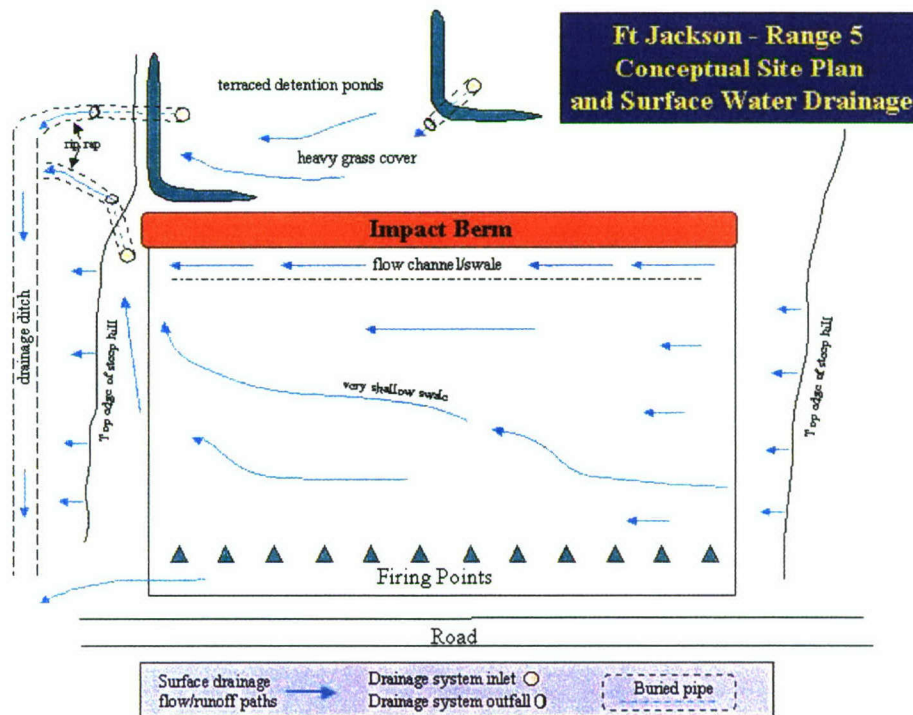 Ft Jackson - Range 5
Conceptual Site Plan
and Surface Water Drainage
terraced detention ponds
rip rap
heavy grass cover
Impact Berm
flow channel/swale
drainage ditch
Top edge of steep hill
very shallow swale
Top edge of steep hill
Firing Points
Road
Surface drainage
flow/runoff paths
Drainage system inlet
Drainage system outfall
Buried pipe